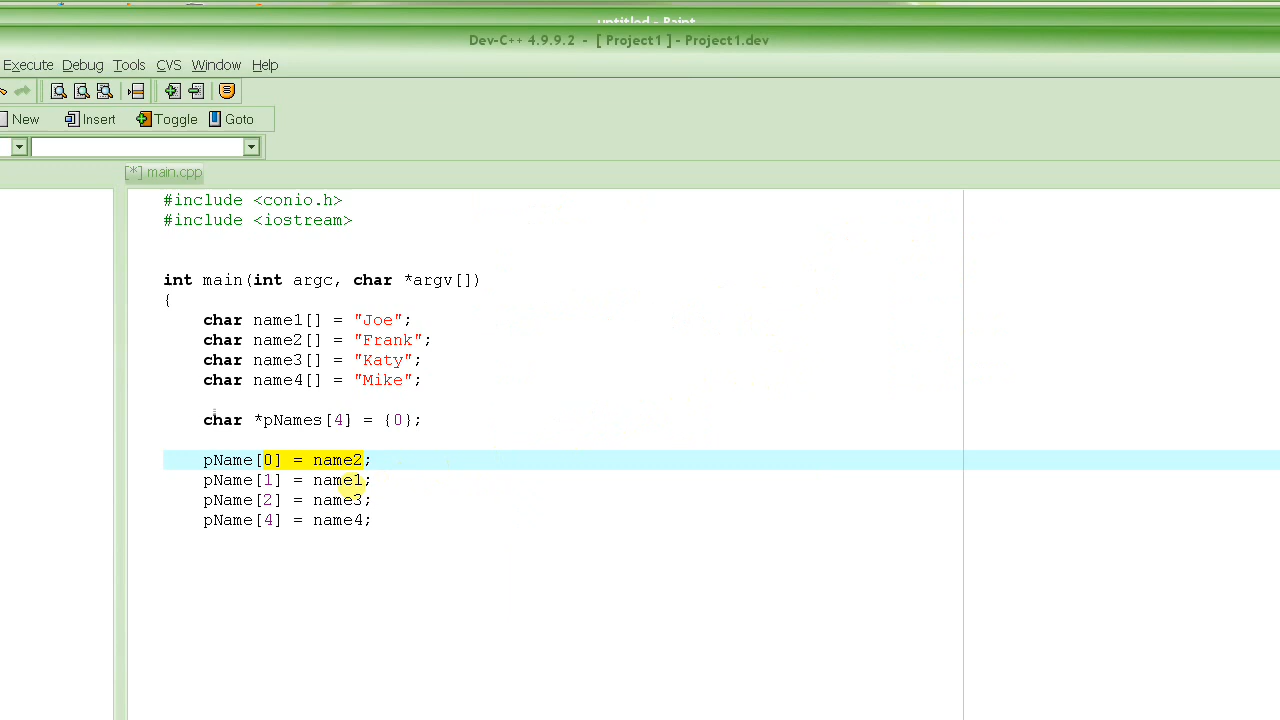 untitled - Paint
Dev-C++ 4.9.9.2 - [ Project1 ] - Project1.dev
Execute Debug Tools CVS Window Help
New Insert Toggle Goto
[*] main.cpp
#include <conio.h>
#include <iostream>
int main(int argc, char *argv[])
{
char name1[] = "Joe";
char name2[] = "Frank";
char name3[] = "Katy";
char name4[] = "Mike";
char *pNames[4] = {0};
pName[0] = name2;
pName[1] = name1;
pName[2] = name3;
pName[4] = name4;